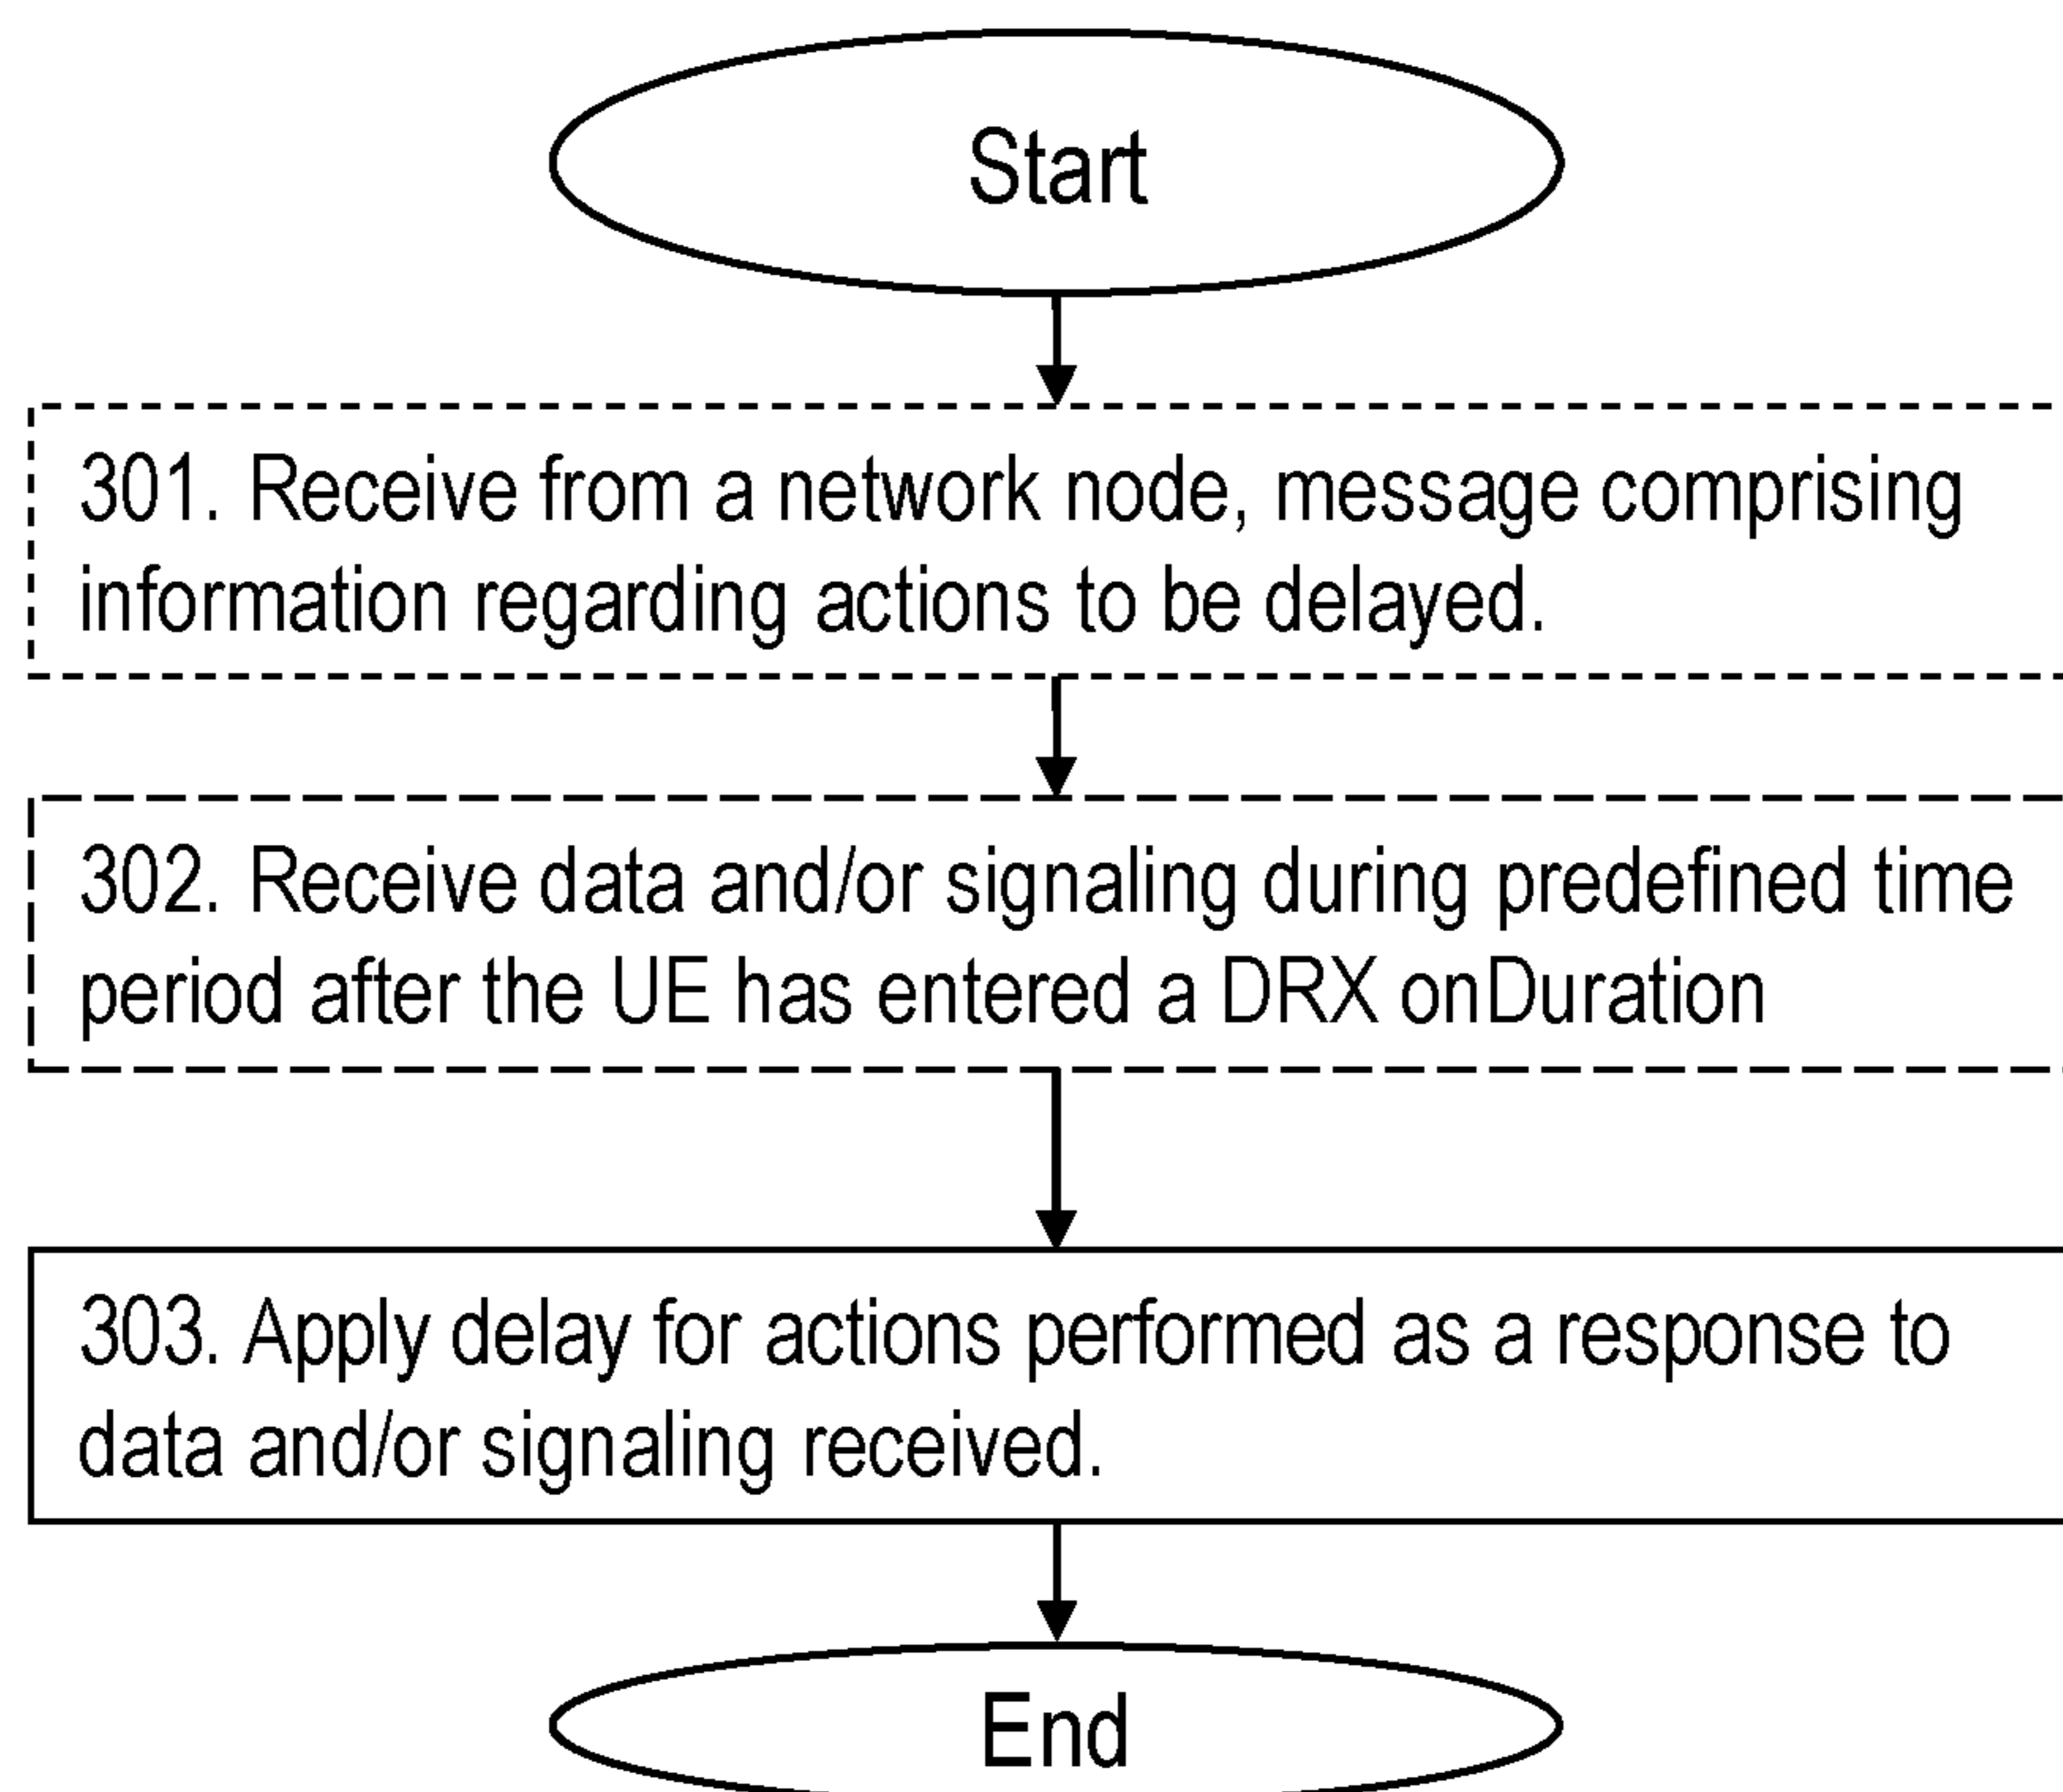 Start
301. Receive from a network node, message comprising
information regarding actions to be delayed.
302. Receive data and/or signaling during predefined time
period after the UE has entered a DRX onDuration
303. Apply delay for actions performed as a response to
data and/or signaling received.
End